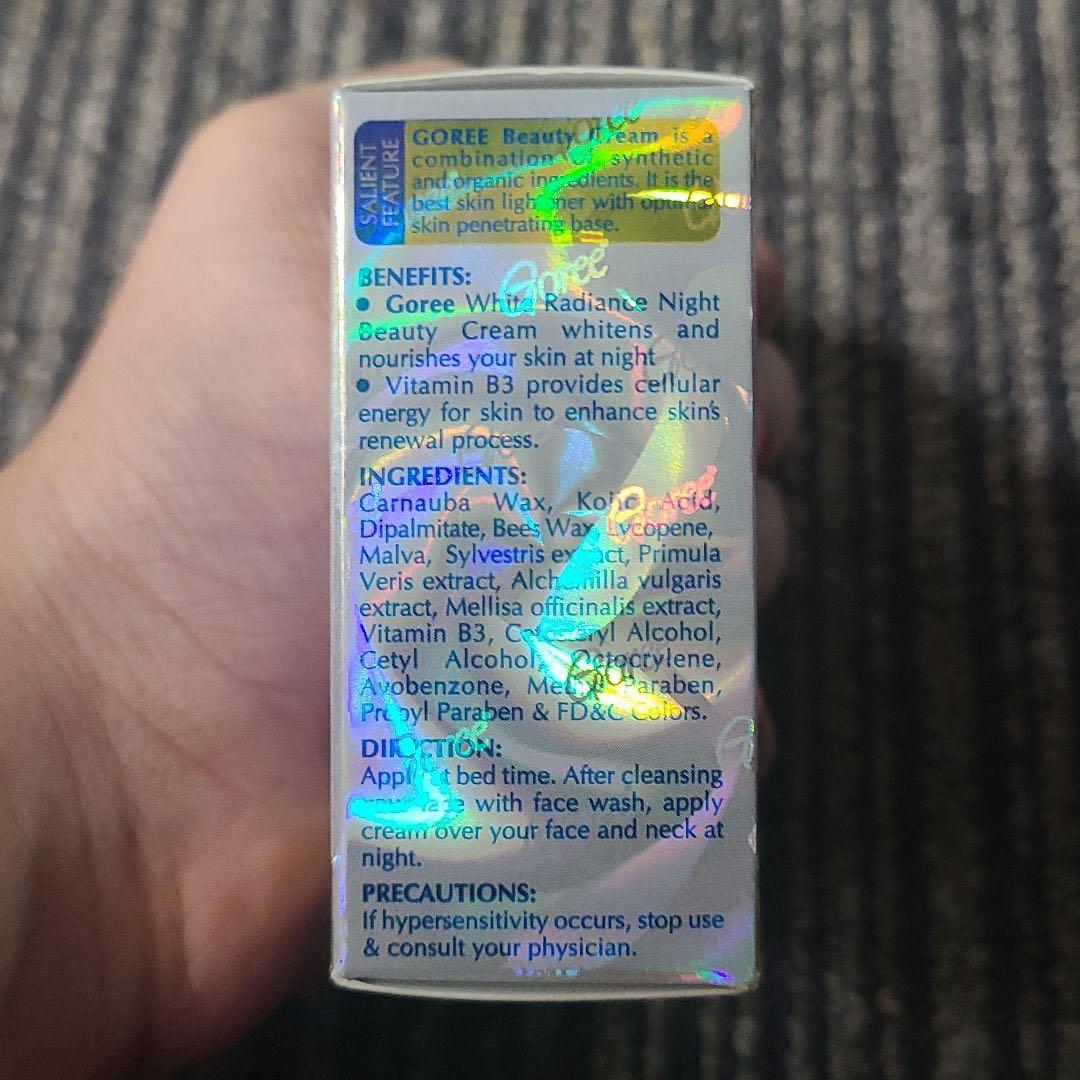 SALIENT
FEATURE
GOREE Beauty Cream is a
combination of synthetic
and organic ingredients. It is the
best skin lightner with
skin penetrating base.
Goree
BENEFITS:
• Goree White Radiance Night
Beauty Cream whitens and
nourishes your skin at night
• Vitamin B3 provides cellular
energy for skin to enhance skin's
renewal process.
INGREDIENTS:
Carnauba Wax, Kojic Acid,
Goree
Dipalmitate, Bees Wax, Lycopene,
Malva, Sylvestris extract, Primula
Veris extract, Alchemilla vulgaris
extract, Mellisa officinalis extract,
Vitamin B3, Alcohol,
Cetyl Alcohol, Octocrylene,
Avobenzone, Methyl Paraben,
Propyl Paraben & FD&C Colors.
DIRECTION:
Apply at bed time. After cleansing
your face with face wash, apply
cream over your face and neck at
night.
PRECAUTIONS:
If hypersensitivity occurs, stop use
& consult your physician.